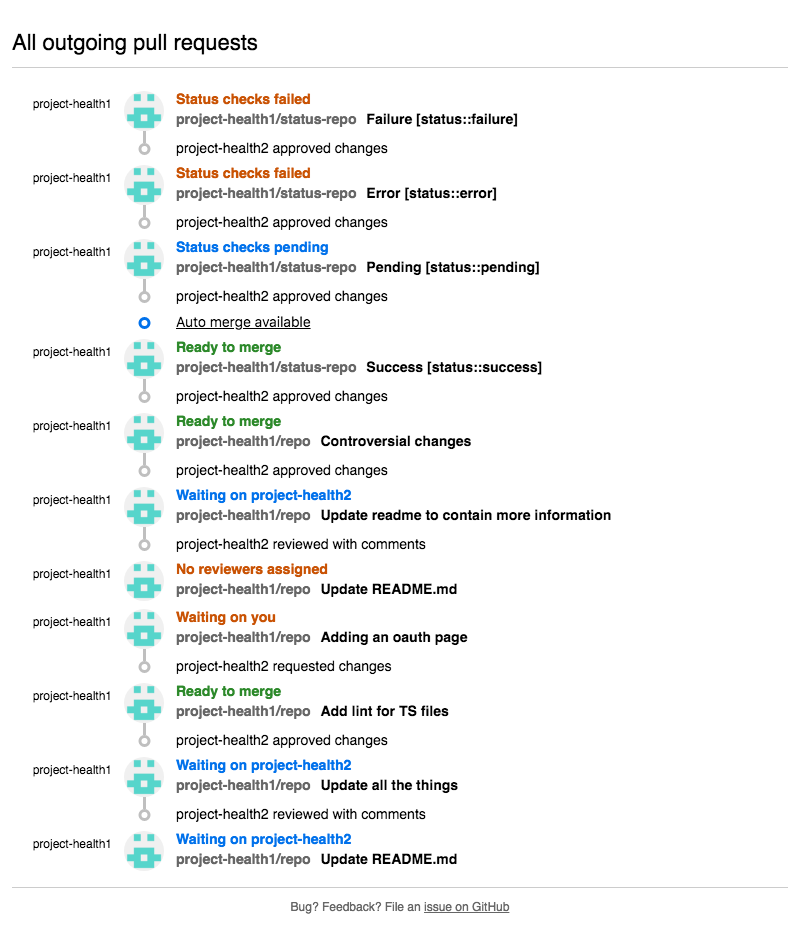 All outgoing pull requests
project-health1
Status checks failed
project-health1/status-repo Failure [status::failure]
project-health2 approved changes
project-health1
Status checks failed
project-health1/status-repo Error [status::error]
project-health2 approved changes
project-health1
Status checks pending
project-health1/status-repo Pending [status::pending]
project-health2 approved changes
Auto merge available
project-health1
Ready to merge
project-health1/status-repo Success [status::success]
project-health2 approved changes
project-health1
Ready to merge
project-health1/repo Controversial changes
project-health2 approved changes
project-health1
Waiting on project-health2
project-health1/repo Update readme to contain more information
project-health2 reviewed with comments
project-health1
No reviewers assigned
project-health1/repo Update README.md
project-health1
Waiting on you
project-health1/repo Adding an oauth page
project-health2 requested changes
project-health1
Ready to merge
project-health1/repo Add lint for TS files
project-health2 approved changes
project-health1
Waiting on project-health2
project-health1/repo Update all the things
project-health2 reviewed with comments
project-health1
Waiting on project-health2
project-health1/repo Update README.md
Bug? Feedback? File an issue on GitHub